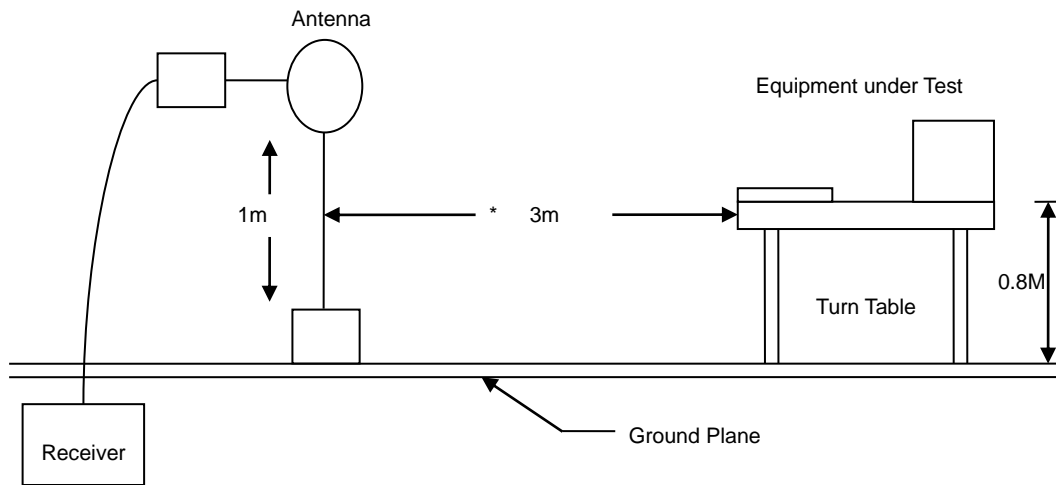 Antenna
Equipment under Test
1m
* 3m
0.8M
Turn Table
Ground Plane
Receiver